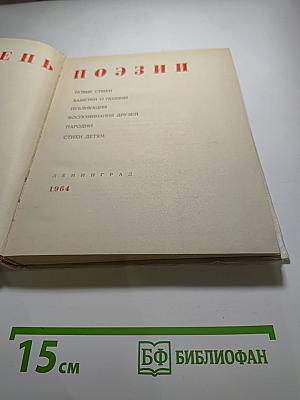 ЕНЬ ПОЭЗИИ
НОВЫЕ СТИХИ
ЗАМЕТКИ О ПОЭЗИИ
ПУБЛИКАЦИИ
ВОСПОМИНАНИЯ ДРУЗЕЙ
ПАРОДИИ
СТИХИ ДЕТЯМ
ЛЕНИНГРАД
1964
15 см
БФ БИБЛИОФАН